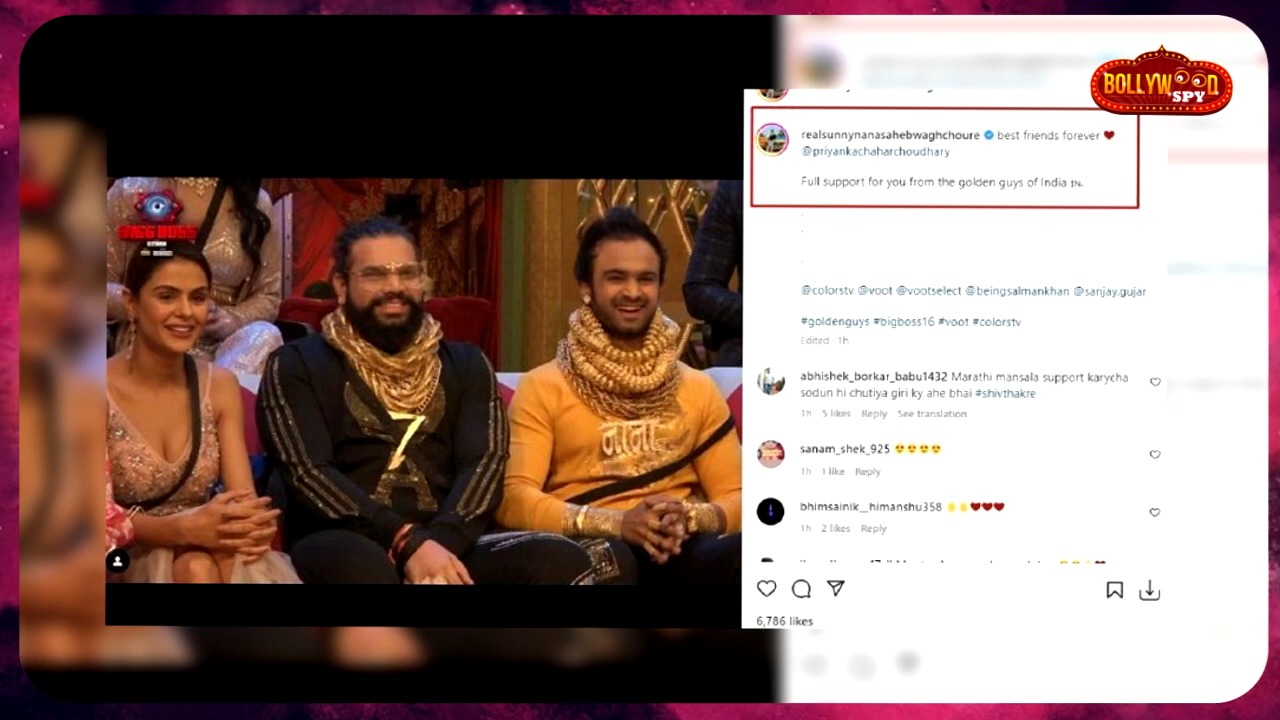 BOLLYWOOD
SPY
BIGG BOSS
realsunnynanasahebwaghchoure best friends forever ❤
@priyankachaharchoudhary
Full support for you from the golden guys of India IN.
.
.
.
@colorstv @voot @vootselect @beingsalmankhan @sanjay.gujar
#goldenguys #bigboss16 #voot #colorstv
Edited 1h
abhishek_borkar_babu1432 Marathi mansala support karycha
sodun hi chutiya giri ky ahe bhai #shivthakre
1h 5 likes Reply See translation
sanam_shek_925 😍😍😍😍
1h 1 like Reply
bhimsainik__himanshu358 ❤❤❤
1h 2 likes Reply
6,786 likes
7
नाना